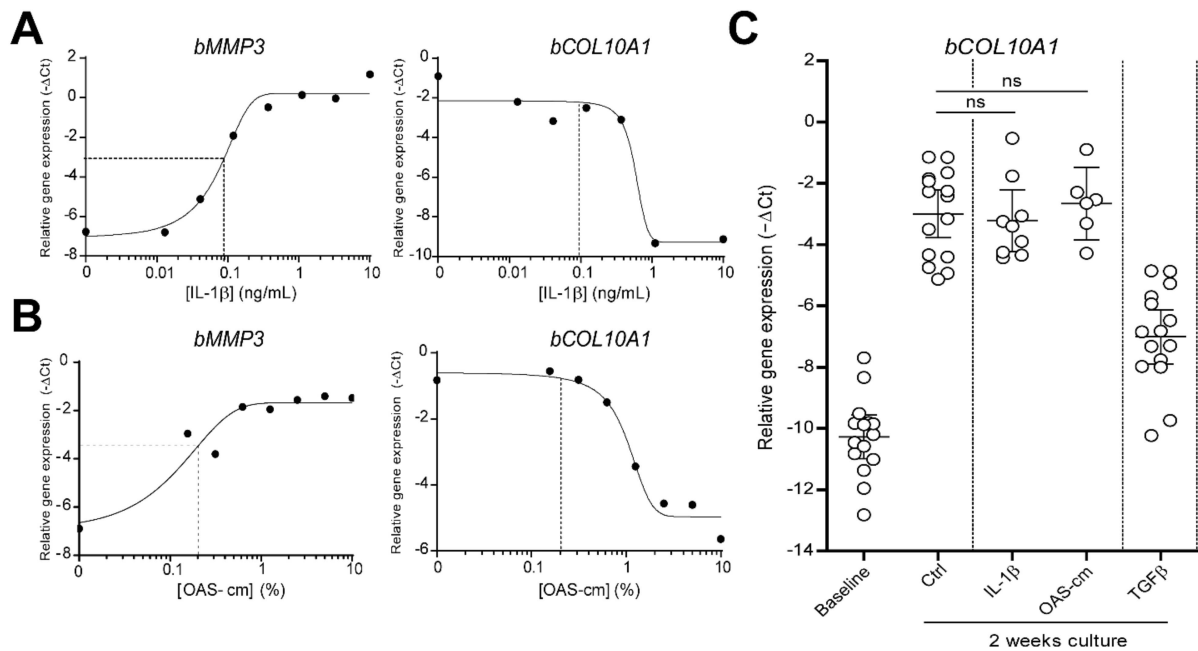 A
bMMP3
Relative gene expression (-ΔCt)
2
0
-2
-4
-6
-8
0
0.01
0.1
1
10
[IL-1β] (ng/mL)
bCOL10A1
Relative gene expression (-ΔCt)
0
-2
-4
-6
-8
-10
0
0.01
0.1
1
10
[IL-1β] (ng/mL)
B
bMMP3
Relative gene expression (-ΔCt)
0
-2
-4
-6
-8
0
0.1
1
10
[OAS-cm] (%)
bCOL10A1
Relative gene expression (-ΔCt)
0
-2
-4
-6
0
0.1
1
10
[OAS-cm] (%)
C
bCOL10A1
Relative gene expression (−ΔCt)
2
0
-2
-4
-6
-8
-10
-12
-14
ns
ns
Baseline
Ctrl
IL-1β
OAS-cm
TGFβ
2 weeks culture